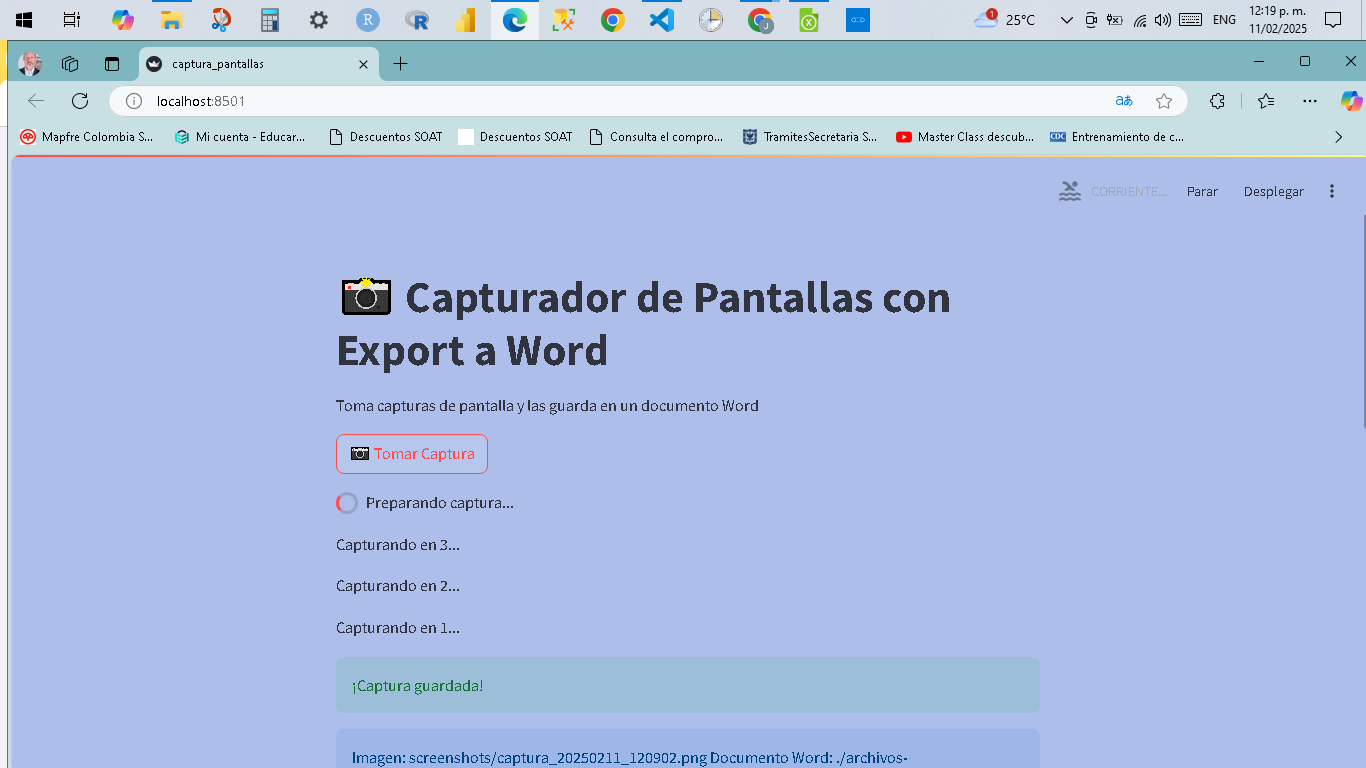 25°C
ENG
12:19 p. m.
11/02/2025
captura_pantallas
localhost:8501
Mapfre Colombia S...
Mi cuenta - Educar...
Descuentos SOAT
Descuentos SOAT
Consulta el compro...
TramitesSecretaria S...
Master Class descub...
CDC
Entrenamiento de c...
CORRIENTE...
Parar
Desplegar
Capturador de Pantallas con
Export a Word
Toma capturas de pantalla y las guarda en un documento Word
Tomar Captura
Preparando captura...
Capturando en 3...
Capturando en 2...
Capturando en 1...
¡Captura guardada!
Imagen: screenshots/captura_20250211_120902.png Documento Word: ./archivos-